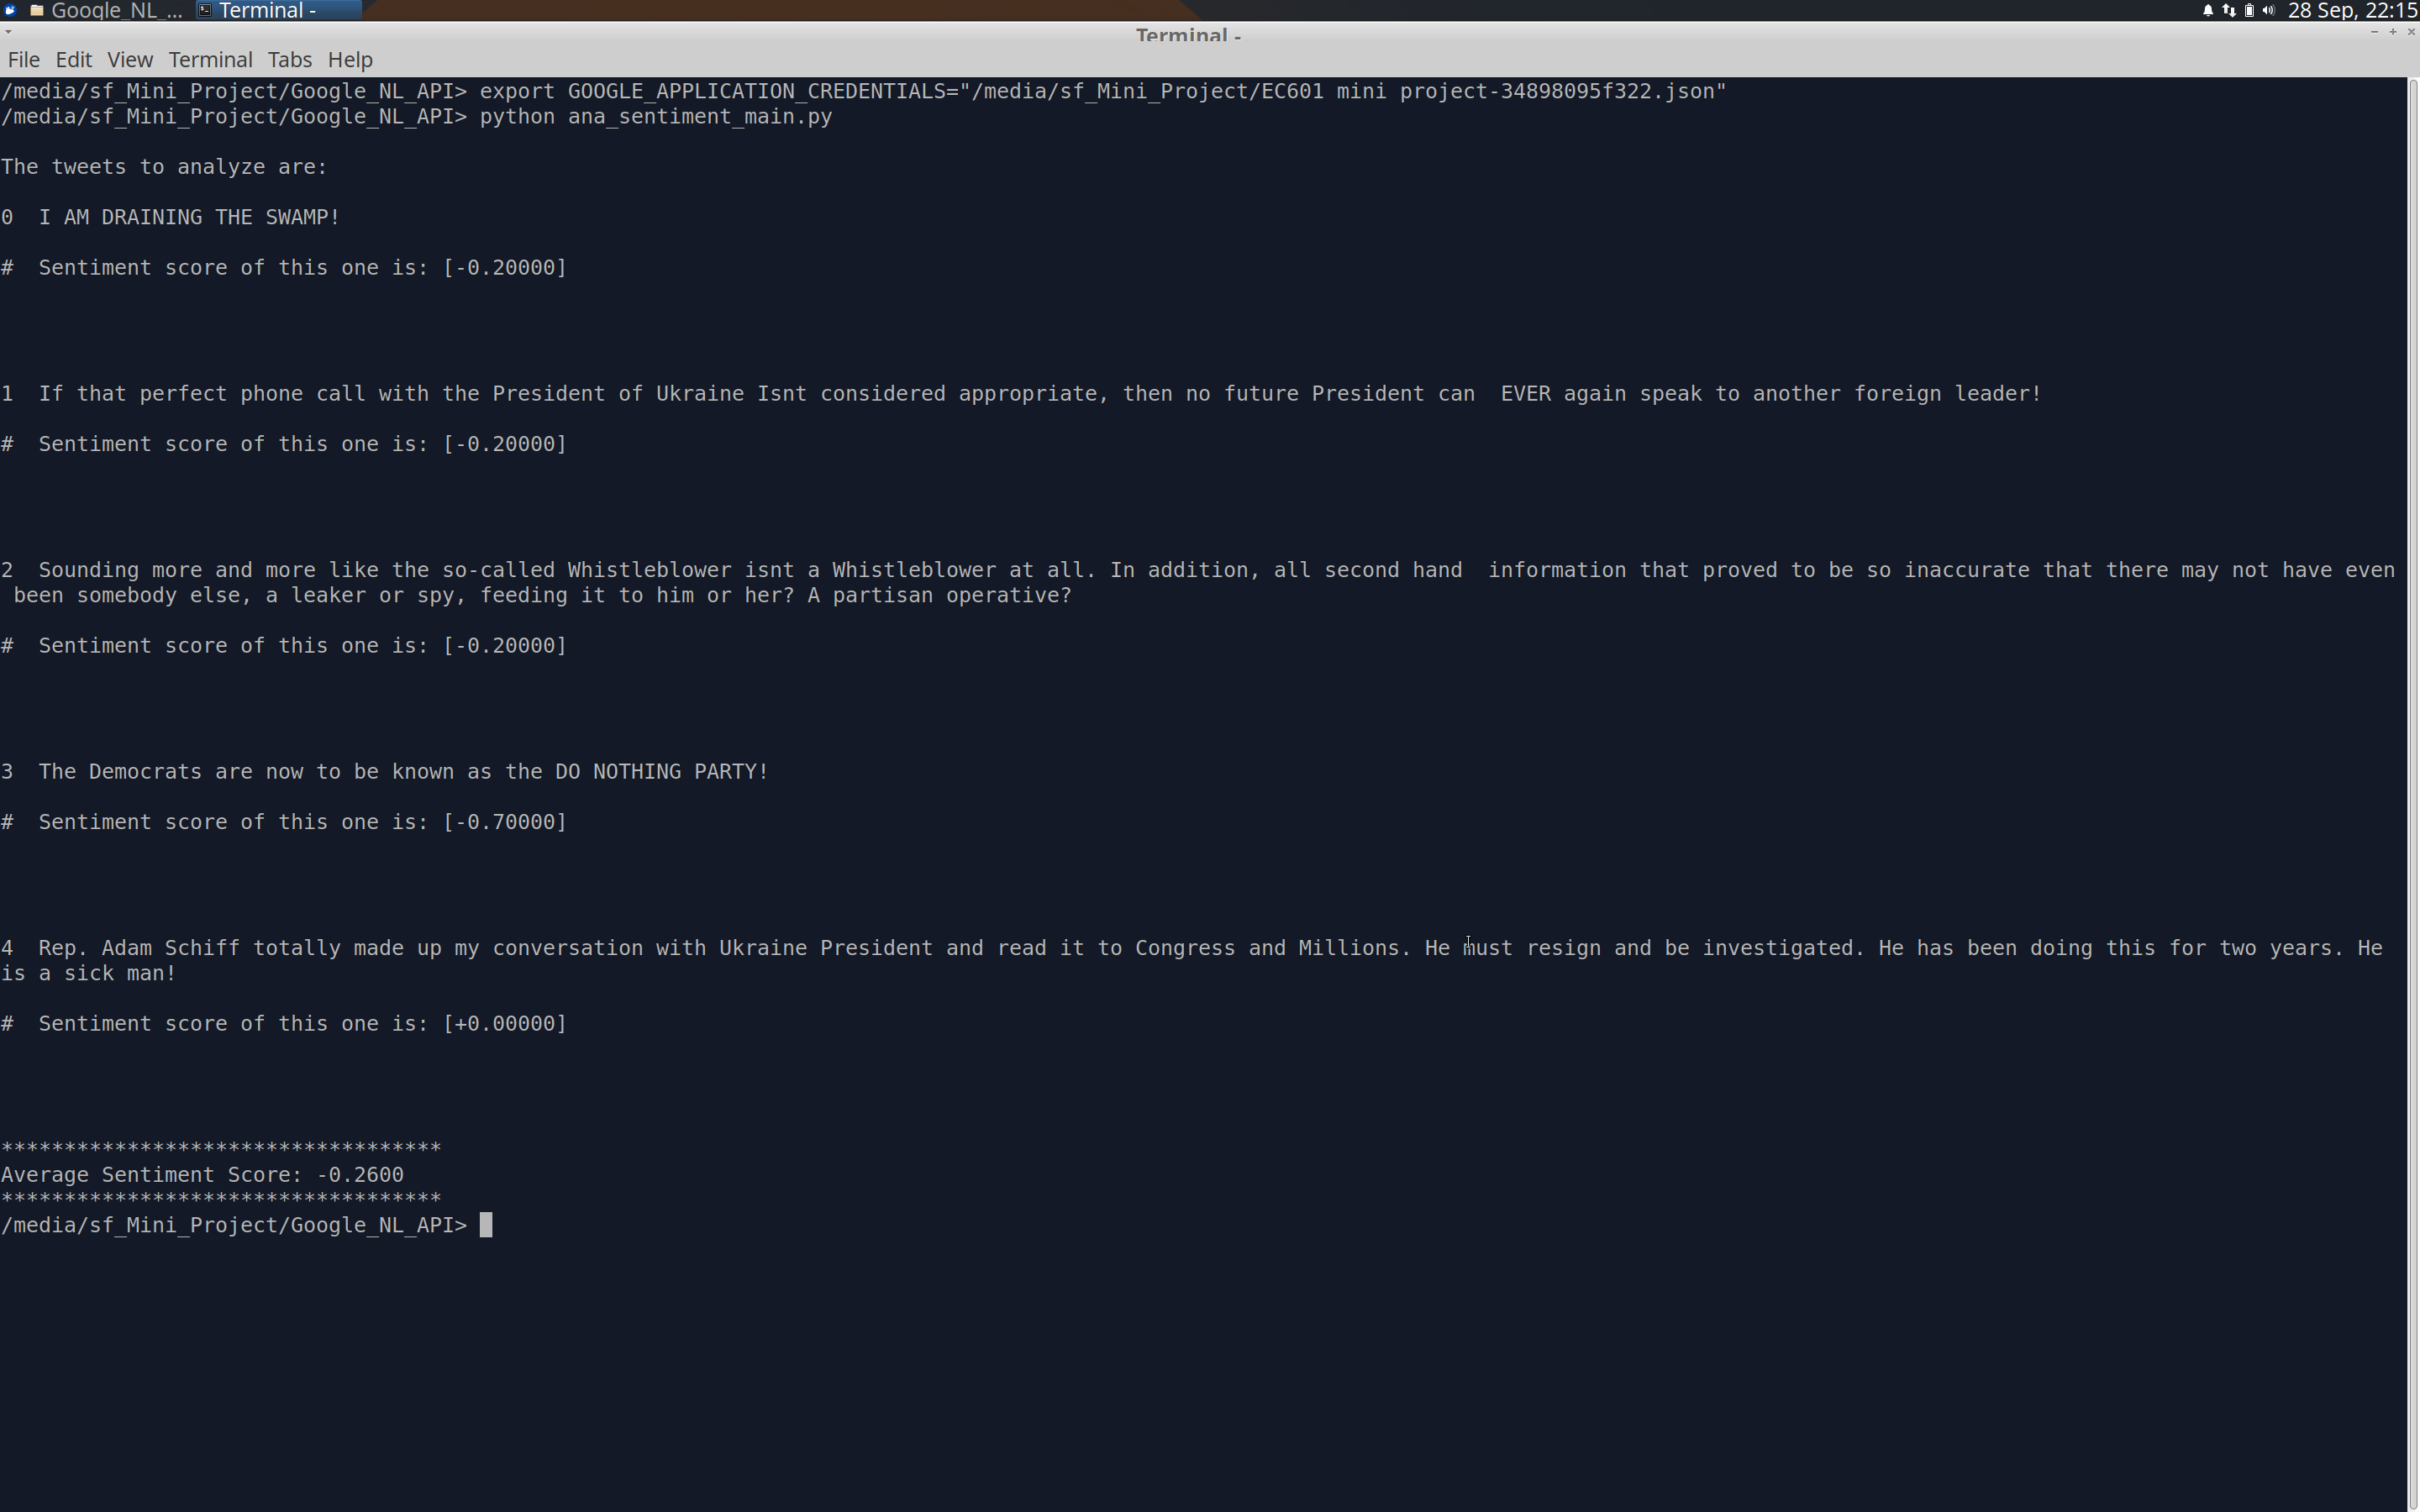 Google_NL_... Terminal - 28 Sep, 22:15
Terminal -
File Edit View Terminal Tabs Help
/media/sf_Mini_Project/Google_NL_API> export GOOGLE_APPLICATION_CREDENTIALS="/media/sf_Mini_Project/EC601 mini project-34898095f322.json"
/media/sf_Mini_Project/Google_NL_API> python ana_sentiment_main.py
The tweets to analyze are:
0  I AM DRAINING THE SWAMP!
#  Sentiment score of this one is: [-0.20000]
1  If that perfect phone call with the President of Ukraine Isnt considered appropriate, then no future President can  EVER again speak to another foreign leader!
#  Sentiment score of this one is: [-0.20000]
2  Sounding more and more like the so-called Whistleblower isnt a Whistleblower at all. In addition, all second hand  information that proved to be so inaccurate that there may not have even
been somebody else, a leaker or spy, feeding it to him or her? A partisan operative?
#  Sentiment score of this one is: [-0.20000]
3  The Democrats are now to be known as the DO NOTHING PARTY!
#  Sentiment score of this one is: [-0.70000]
4  Rep. Adam Schiff totally made up my conversation with Ukraine President and read it to Congress and Millions. He must resign and be investigated. He has been doing this for two years. He
is a sick man!
#  Sentiment score of this one is: [+0.00000]
***********************************
Average Sentiment Score: -0.2600
***********************************
/media/sf_Mini_Project/Google_NL_API>